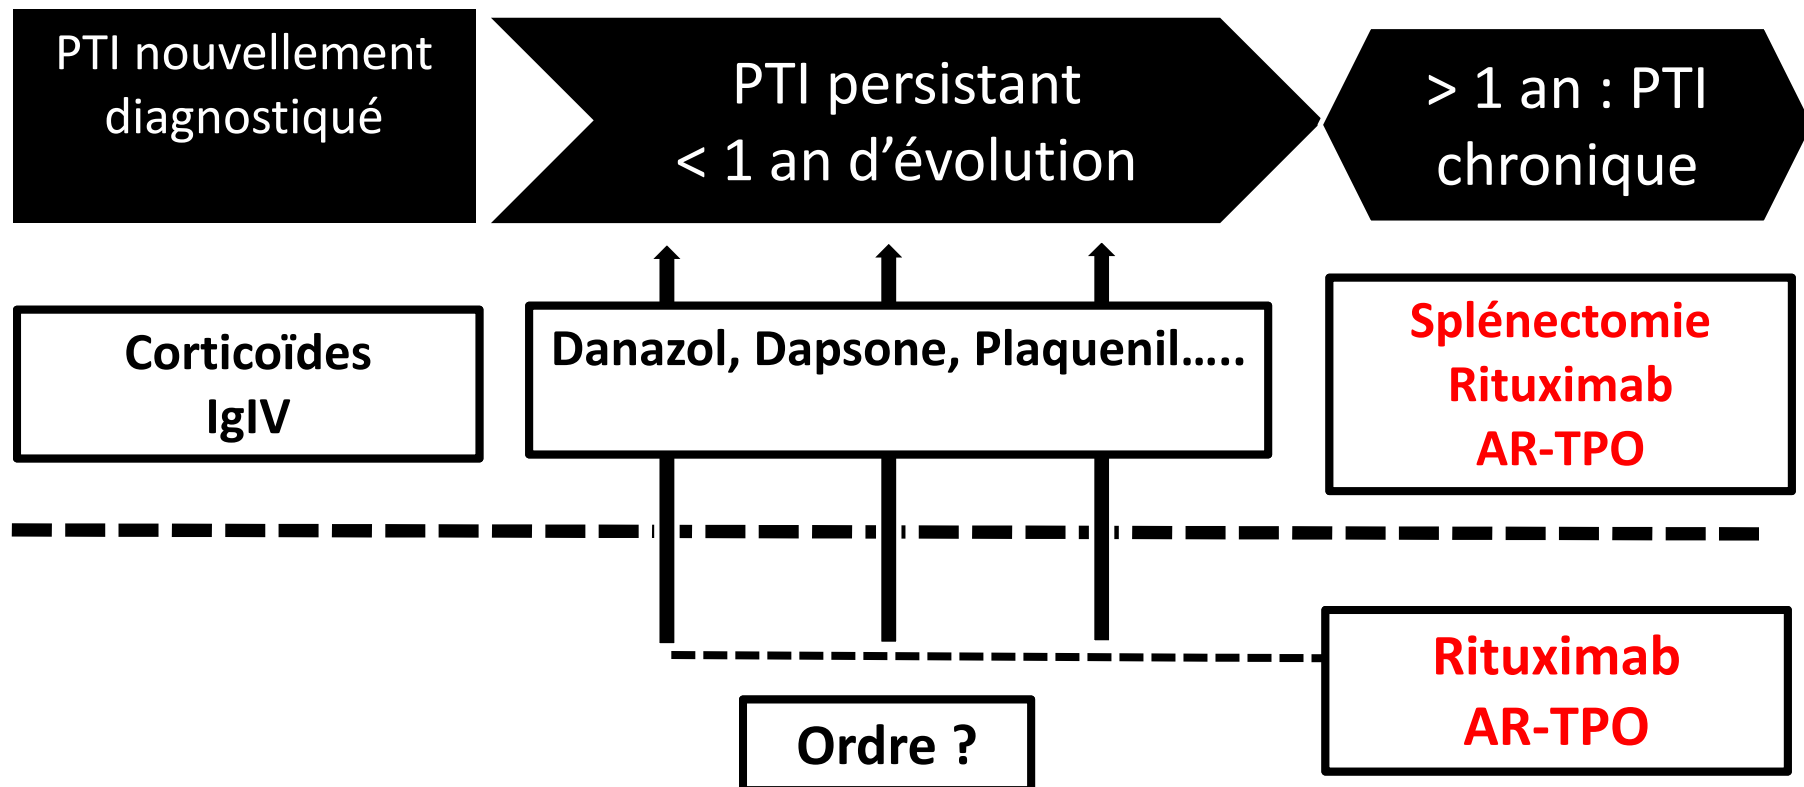 PTI nouvellement
diagnostiqué
PTI persistant
< 1 an d’évolution
> 1 an : PTI
chronique
Corticoïdes
IgIV
Danazol, Dapsone, Plaquenil…..
Splénectomie
Rituximab
AR-TPO
Rituximab
AR-TPO
Ordre ?